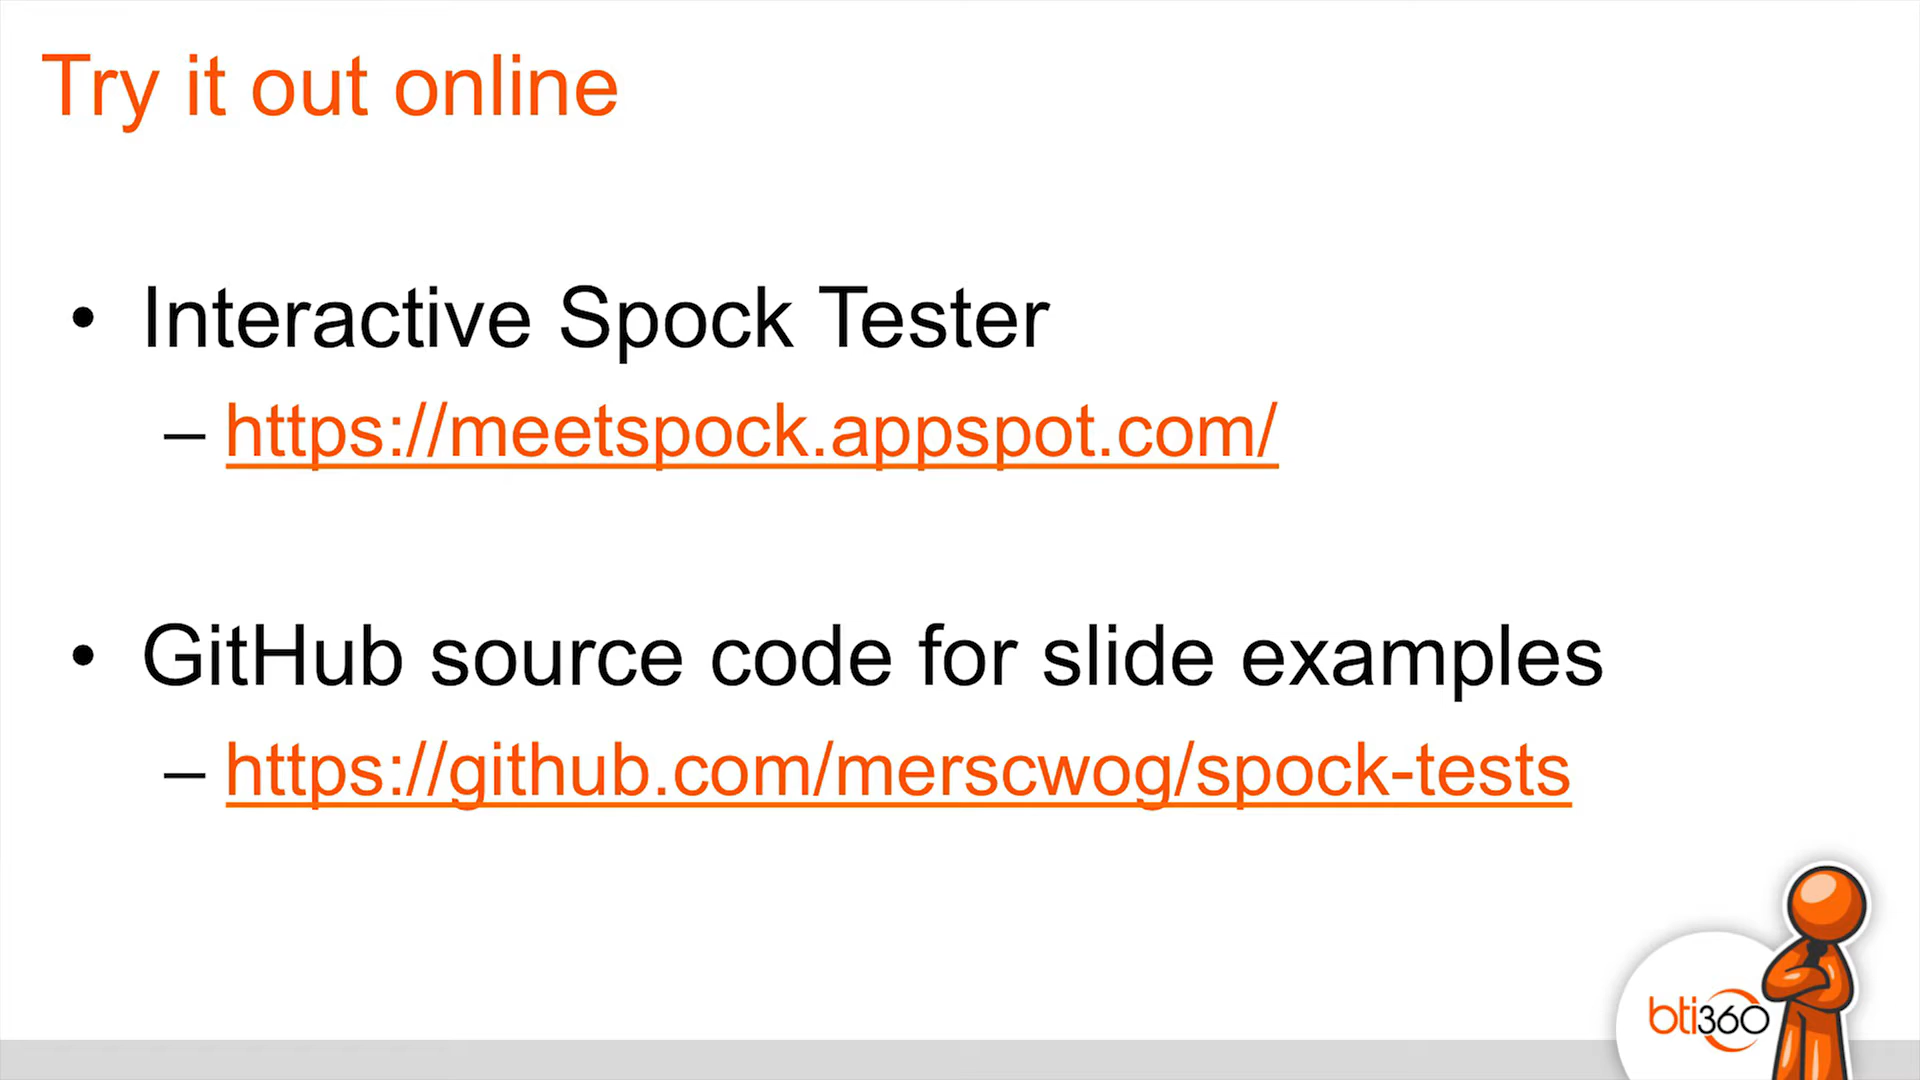 Try it out online
• Interactive Spock Tester
– https://meetspock.appspot.com/
• GitHub source code for slide examples
– https://github.com/merscwog/spock-tests
bti360